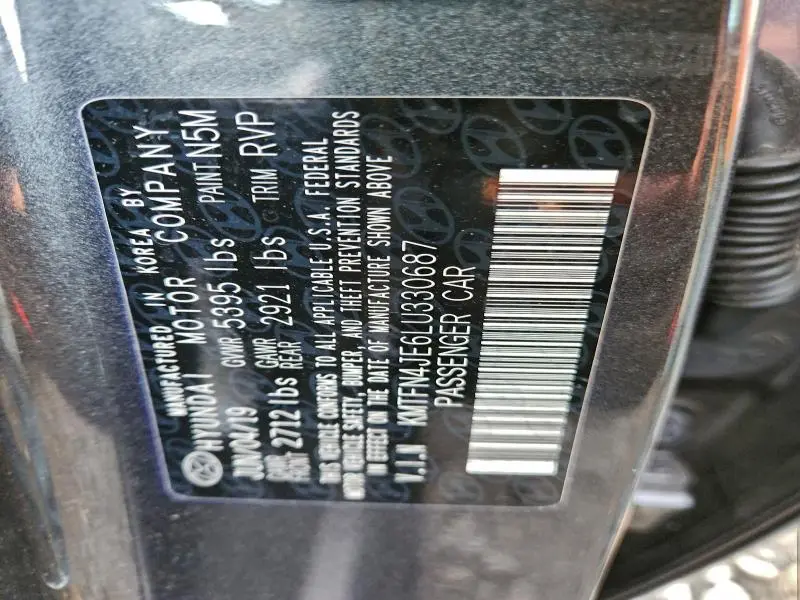 MANUFACTURED IN KOREA BY
HYUNDAI MOTOR COMPANY
JUN/04/19 GVWR 5395 lbs PAINT N5M
GAWR FRONT 2712 lbs GAWR REAR 2921 lbs TRIM RVP
THIS VEHICLE CONFORMS TO ALL APPLICABLE U.S.A. FEDERAL
MOTOR VEHICLE SAFETY, BUMPER, AND THEFT PREVENTION STANDARDS
IN EFFECT ON THE DATE OF MANUFACTURE SHOWN ABOVE
V.I.N KMTFN4JE6LU330687
PASSENGER CAR